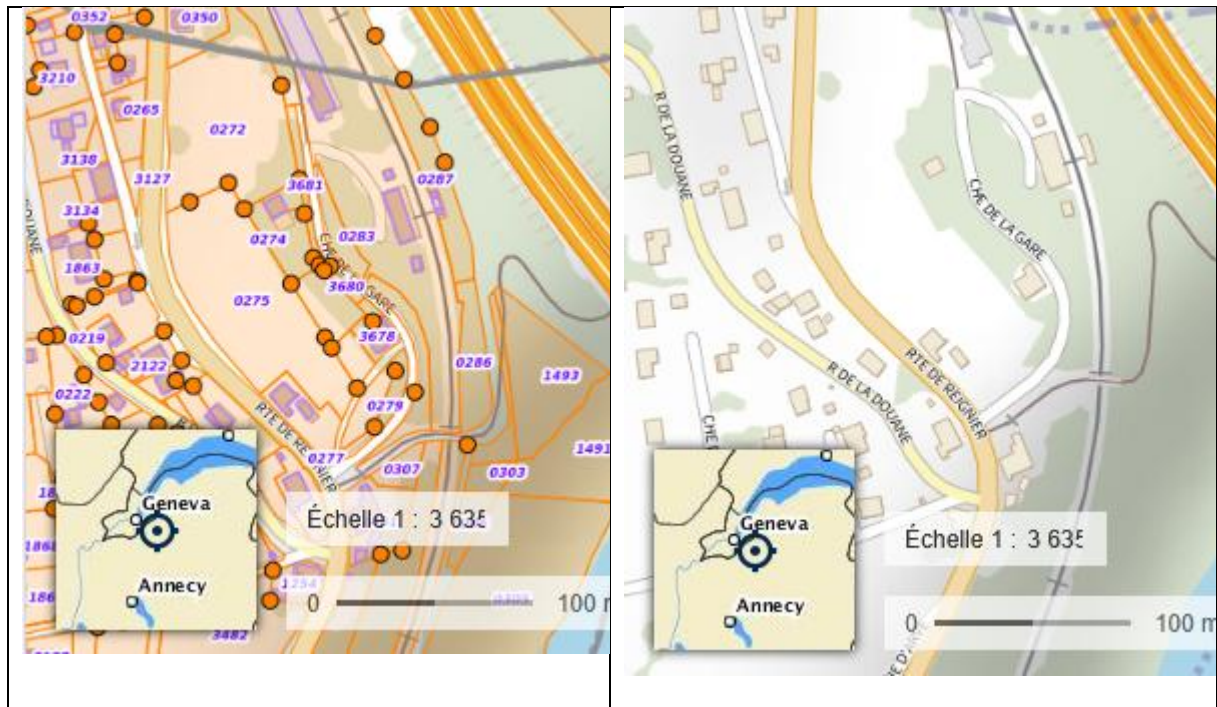 0352
0350
3210
0265
0272
3138
3127
3681
0287
3134
0274
0283
1863
3680
0275
3678
0219
2122
0286
1493
0222
0279
RTE DE REIGNIER
0277
1491
0307
0303
Geneva
Échelle 1 : 3 635
Annecy
0
100 m
1254
3482
R DE LA DOUANE
CHE DE LA GARE
RTE DE REIGNIER
R DE LA DOUANE
Geneva
Échelle 1 : 3 635
Annecy
0
100 m